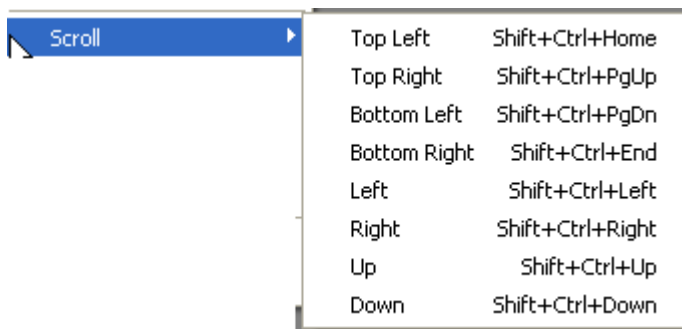 Scroll
Top Left Shift+Ctrl+Home
Top Right Shift+Ctrl+PgUp
Bottom Left Shift+Ctrl+PgDn
Bottom Right Shift+Ctrl+End
Left Shift+Ctrl+Left
Right Shift+Ctrl+Right
Up Shift+Ctrl+Up
Down Shift+Ctrl+Down